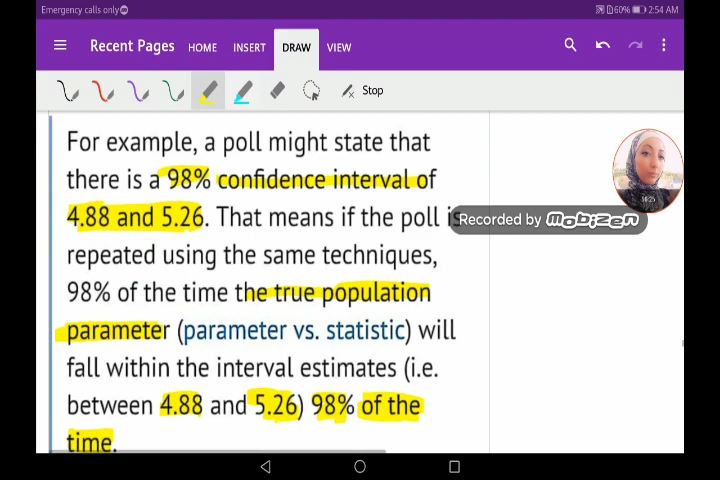 Emergency calls only
60% 2:54 AM
Recent Pages HOME INSERT DRAW VIEW
Stop
For example, a poll might state that
there is a 98% confidence interval of
4.88 and 5.26. That means if the poll is
Recorded by mobizen
repeated using the same techniques,
98% of the time the true population
parameter (parameter vs. statistic) will
fall within the interval estimates (i.e.
between 4.88 and 5.26) 98% of the
time.
16:25